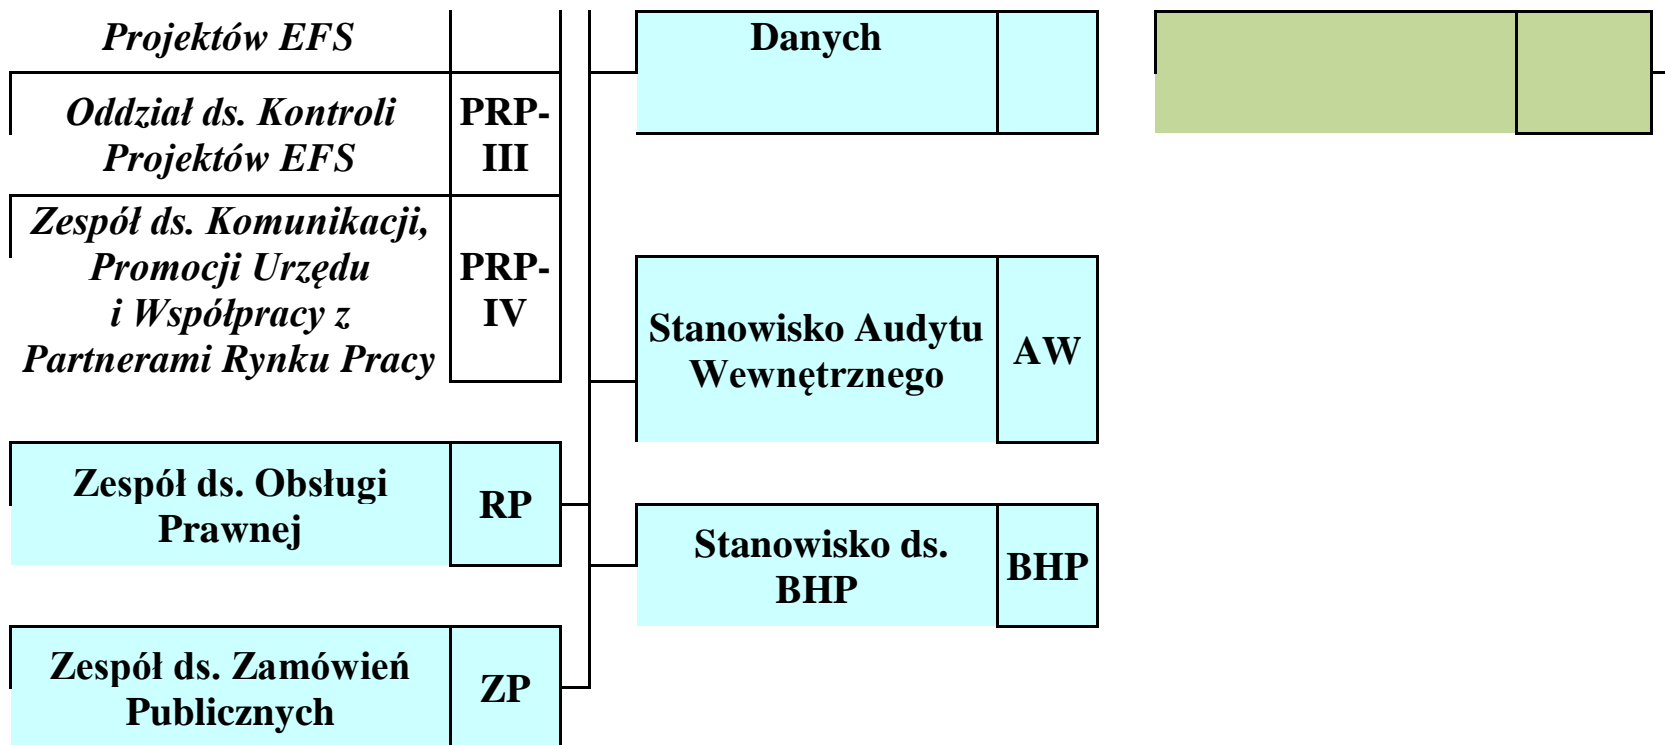 Projektów EFS
Oddział ds. Kontroli
Projektów EFS
PRP-
III
Zespół ds. Komunikacji,
Promocji Urzędu
i Współpracy z
Partnerami Rynku Pracy
PRP-
IV
Zespół ds. Obsługi
Prawnej
RP
Zespół ds. Zamówień
Publicznych
ZP
Danych
Stanowisko Audytu
Wewnętrznego
AW
Stanowisko ds.
BHP
BHP